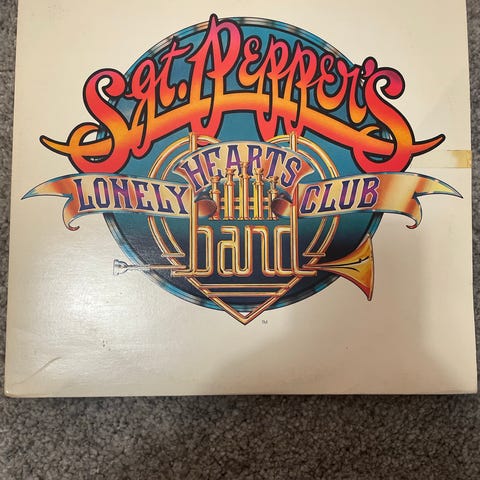 Sgt. Pepper's
HEARTS
LONELY CLUB
band
TM